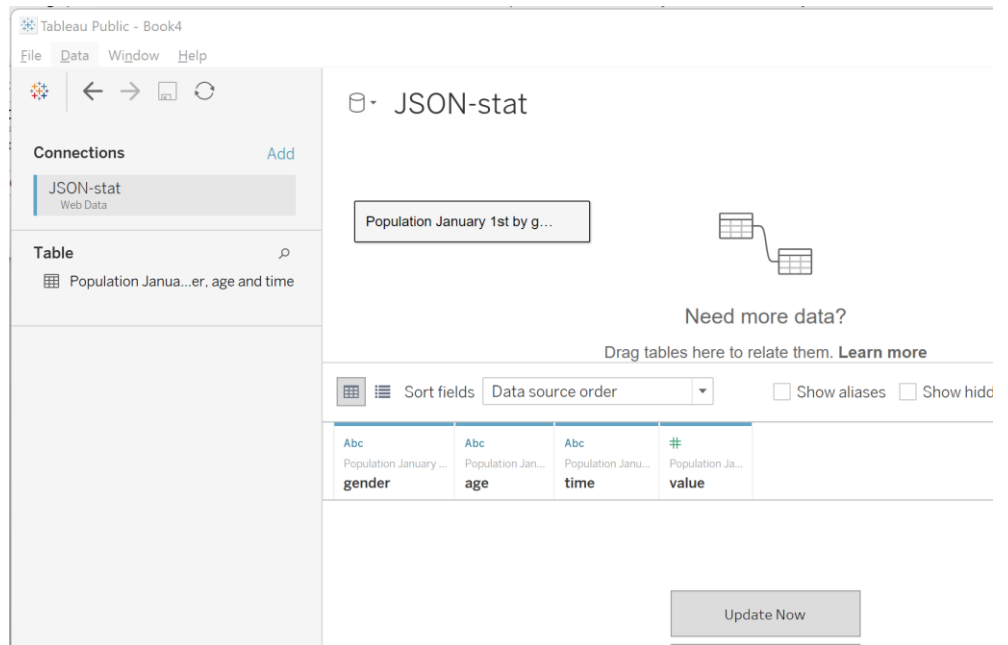 Tableau Public - Book4
File Data Window Help
JSON-stat
Connections Add
JSON-stat
Web Data
Population January 1st by g...
Table
Population Janua...er, age and time
Need more data?
Drag tables here to relate them. Learn more
Sort fields Data source order Show aliases Show hidd
Abc Abc Abc #
Population January ... Population Jan... Population Janu... Population Ja...
gender age time value
Update Now